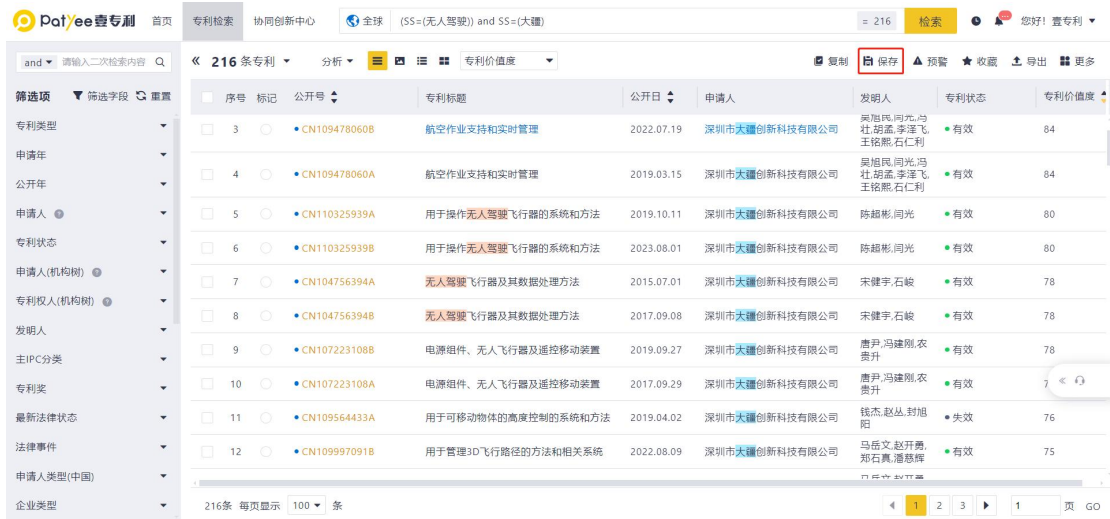 Patyee壹专利 首页 专利检索 协同创新中心 全球 (SS=(无人驾驶)) and SS=(大疆) = 216 检索 您好！壹专利
and 请输入二次检索内容 216 条专利 分析 专利价值度 复制 保存 预警 收藏 导出 更多
筛选项 筛选字段 重置 序号 标记 公开号 专利标题 公开日 申请人 发明人 专利状态 专利价值度
专利类型
申请年
公开年
申请人
专利状态
申请人(机构树)
专利权人(机构树)
发明人
主IPC分类
专利奖
最新法律状态
法律事件
申请人类型(中国)
企业类型
3 CN109478060B 航空作业支持和实时管理 2022.07.19 深圳市大疆创新科技有限公司 吴旭民,闫光,冯 有效 84
壮,胡孟,李泽飞,
王铭熙,石仁利
4 CN109478060A 航空作业支持和实时管理 2019.03.15 深圳市大疆创新科技有限公司 吴旭民,闫光,冯 有效 84
壮,胡孟,李泽飞,
王铭熙,石仁利
5 CN110325939A 用于操作无人驾驶飞行器的系统和方法 2019.10.11 深圳市大疆创新科技有限公司 陈超彬,闫光 有效 80
6 CN110325939B 用于操作无人驾驶飞行器的系统和方法 2023.08.01 深圳市大疆创新科技有限公司 陈超彬,闫光 有效 80
7 CN104756394A 无人驾驶飞行器及其数据处理方法 2015.07.01 深圳市大疆创新科技有限公司 宋健宇,石峻 有效 78
8 CN104756394B 无人驾驶飞行器及其数据处理方法 2017.09.08 深圳市大疆创新科技有限公司 宋健宇,石峻 有效 78
9 CN107223108B 电源组件、无人飞行器及遥控移动装置 2019.09.27 深圳市大疆创新科技有限公司 唐尹,冯建刚,农 有效 78
贵升
10 CN107223108A 电源组件、无人飞行器及遥控移动装置 2017.09.29 深圳市大疆创新科技有限公司 唐尹,冯建刚,农 有效
贵升
11 CN109564433A 用于可移动物体的高度控制的系统和方法 2019.04.02 深圳市大疆创新科技有限公司 钱杰,赵丛,封旭 失效 76
阳
12 CN109997091B 用于管理3D飞行路径的方法和相关系统 2022.08.09 深圳市大疆创新科技有限公司 马岳文,赵开勇, 有效 75
郑石真,潘慈辉
216条 每页显示 100 条 1 2 3 1 页 GO